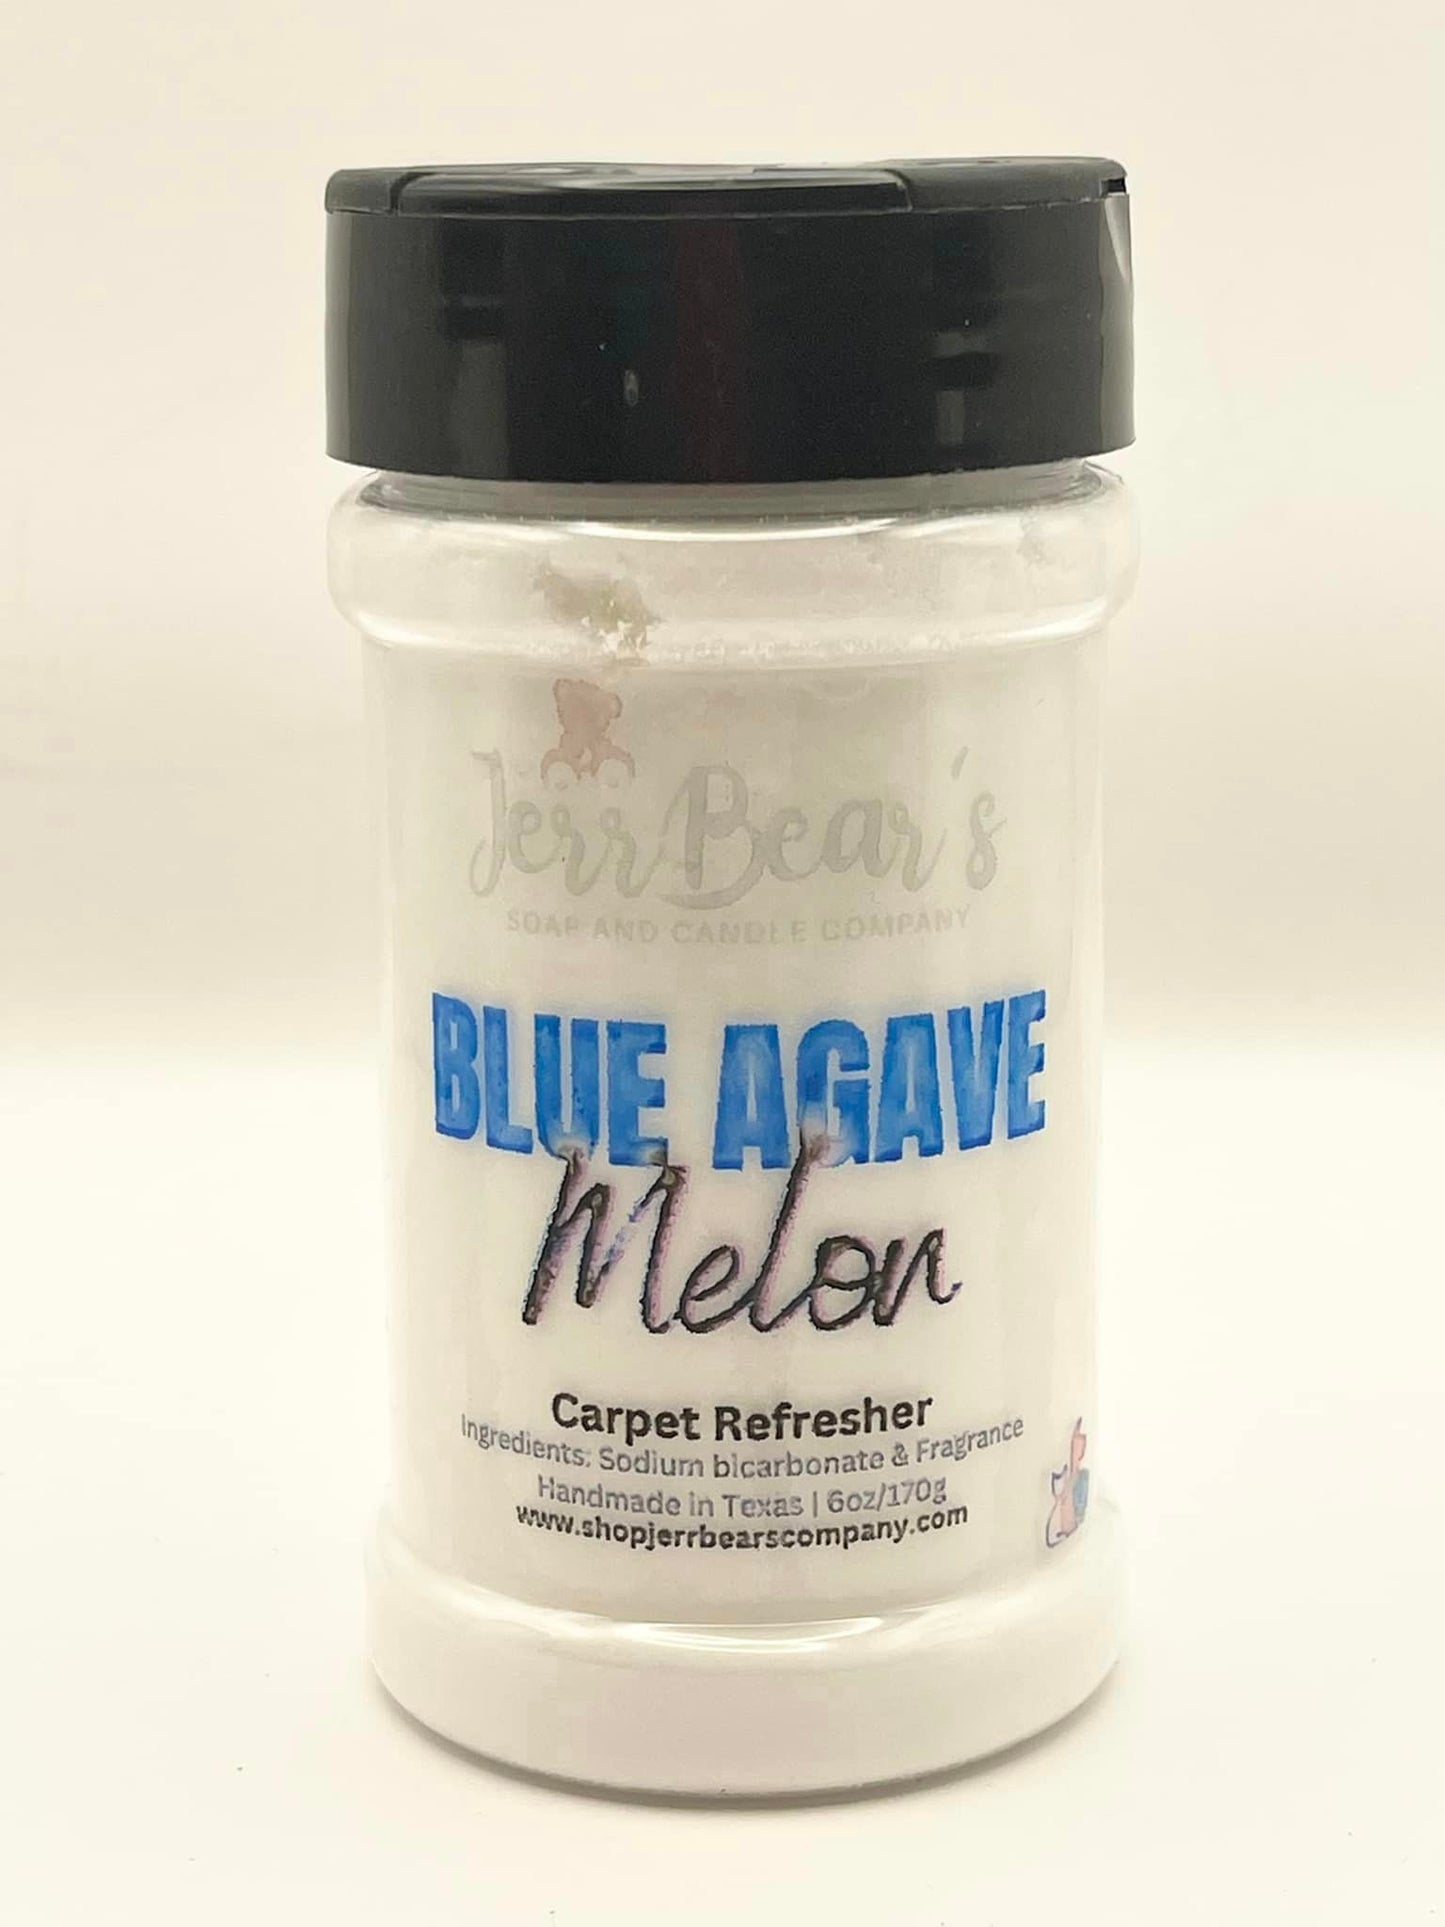 JerrBear's
SOAP AND CANDLE COMPANY
BLUE AGAVE
Melon
Carpet Refresher
Ingredients: Sodium bicarbonate & Fragrance
Handmade in Texas | 6oz/170g
www.shopjerrbearscompany.com